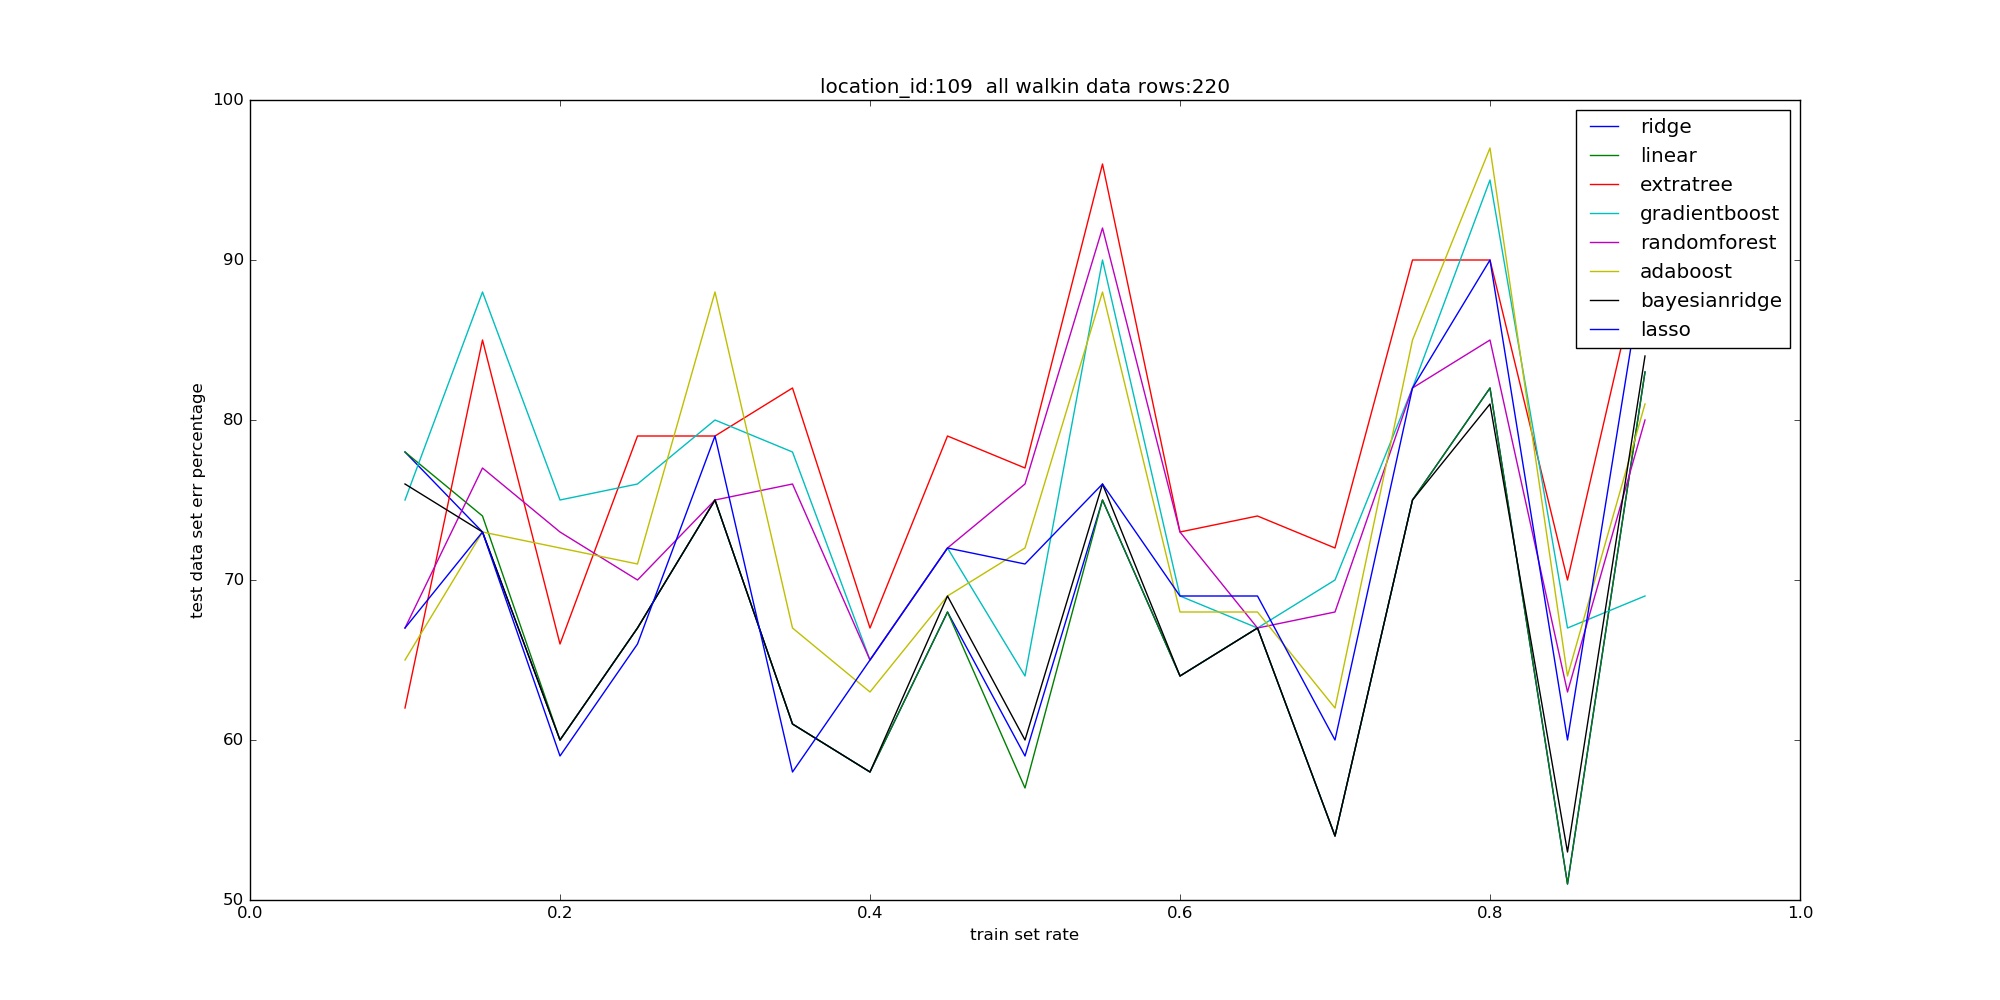 location_id:109  all walkin data rows:220
100
90
80
70
60
50
test data set err percentage
0.0
0.2
0.4
0.6
0.8
1.0
train set rate
ridge
linear
extratree
gradientboost
randomforest
adaboost
bayesianridge
lasso